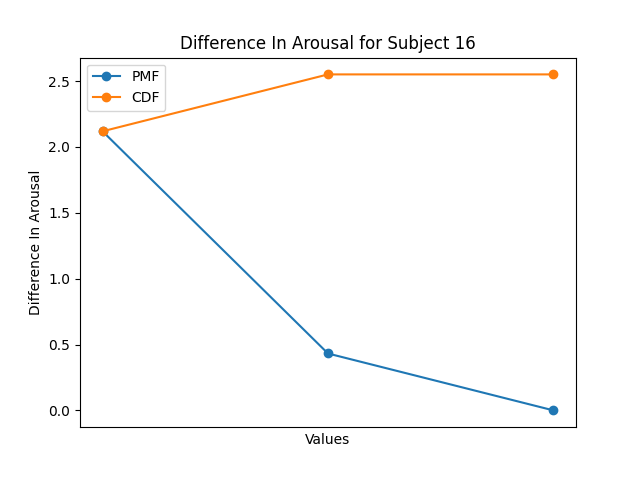 Difference In Arousal for Subject 16
PMF
CDF
2.5
2.0
1.5
1.0
0.5
0.0
Difference In Arousal
Values